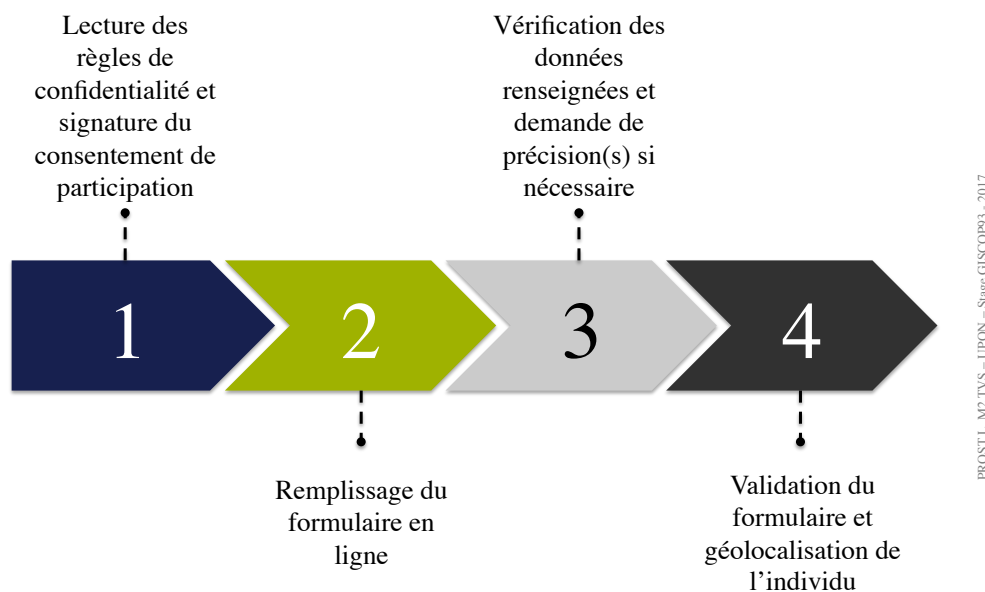 Lecture des
règles de
confidentialité et
signature du
consentement de
participation
Vérification des
données
renseignées et
demande de
précision(s) si
nécessaire
1
2
3
4
Remplissage du
formulaire en
ligne
Validation du
formulaire et
géolocalisation de
l’individu
PROST L M2 TVS – UPON – Stage GISCOP93 - 2017